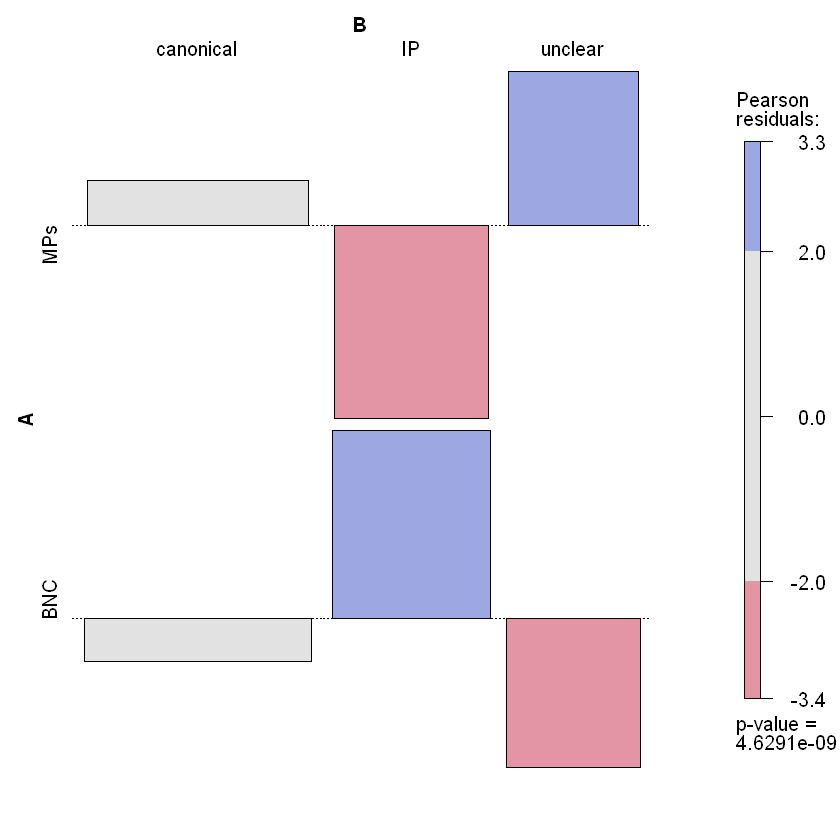 B
canonical
IP
unclear
Pearson
residuals:
3.3
2.0
0.0
-2.0
-3.4
p-value =
4.6291e-09
MPs
A
BNC